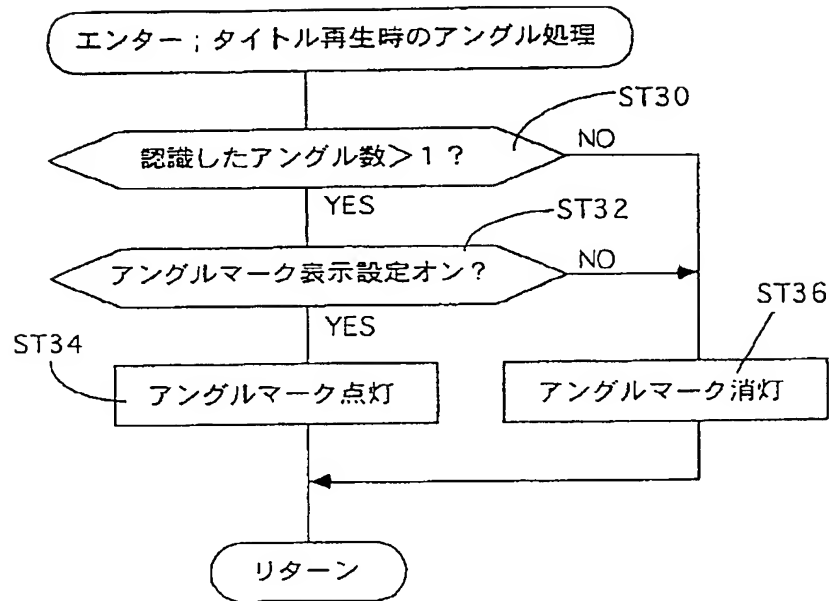 エンター；タイトル再生時のアングル処理
ST30
認識したアングル数＞1？
NO
YES
ST32
アングルマーク表示設定オン？
NO
YES
ST36
ST34
アングルマーク点灯
アングルマーク消灯
リターン